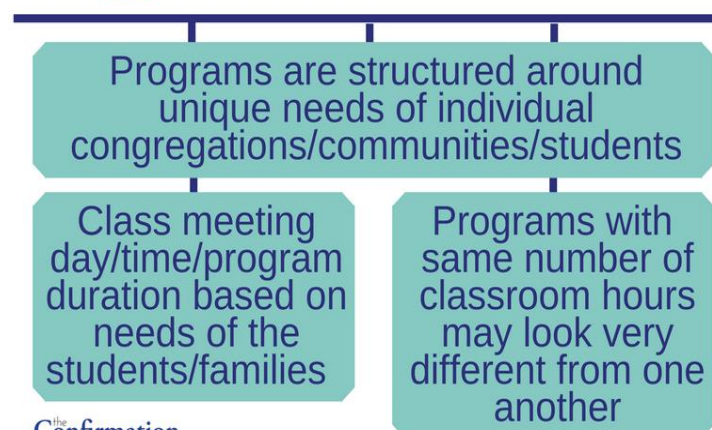 Programs are structured around
unique needs of individual
congregations/communities/students
Class meeting
day/time/program
duration based on
needs of the
students/families
Programs with
same number of
classroom hours
may look very
different from one
another
the
Confirmation